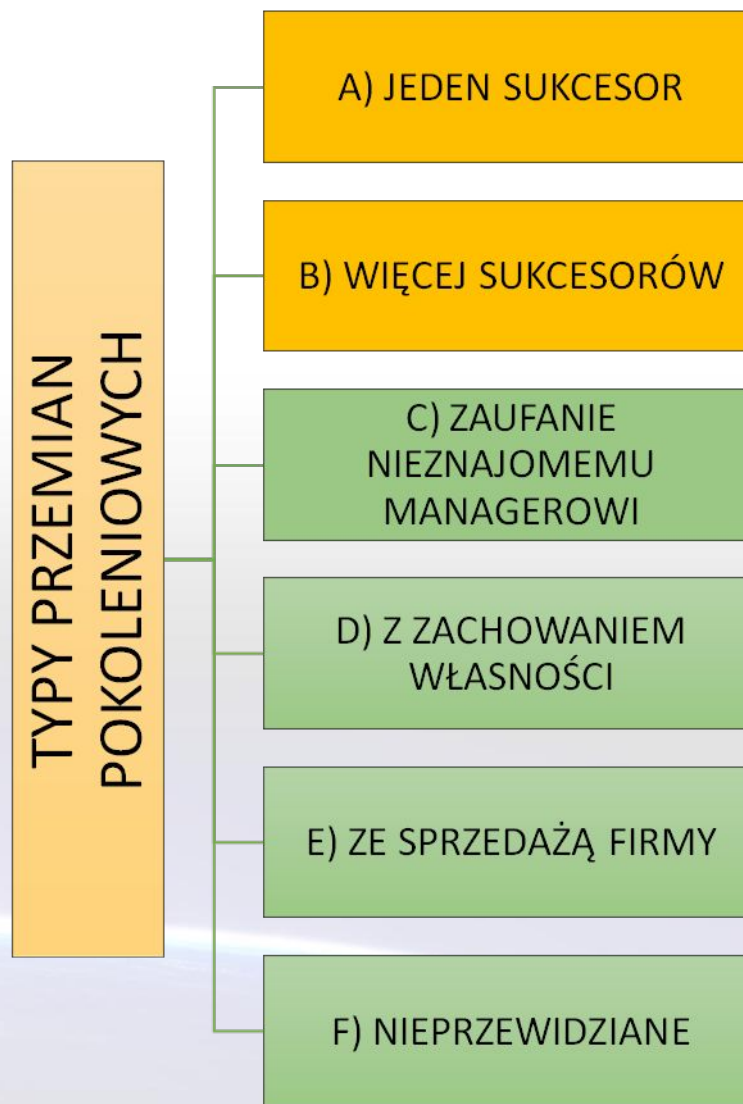 TYPY PRZEMIAN
POKOLENIOWYCH
A) JEDEN SUKCESOR
B) WIĘCEJ SUKCESORÓW
C) ZAUFANIE
NIEZNAJOMEMU
MANAGEROWI
D) Z ZACHOWANIEM
WŁASNOŚCI
E) ZE SPRZEDAŻĄ FIRMY
F) NIEPRZEWIDZIANE